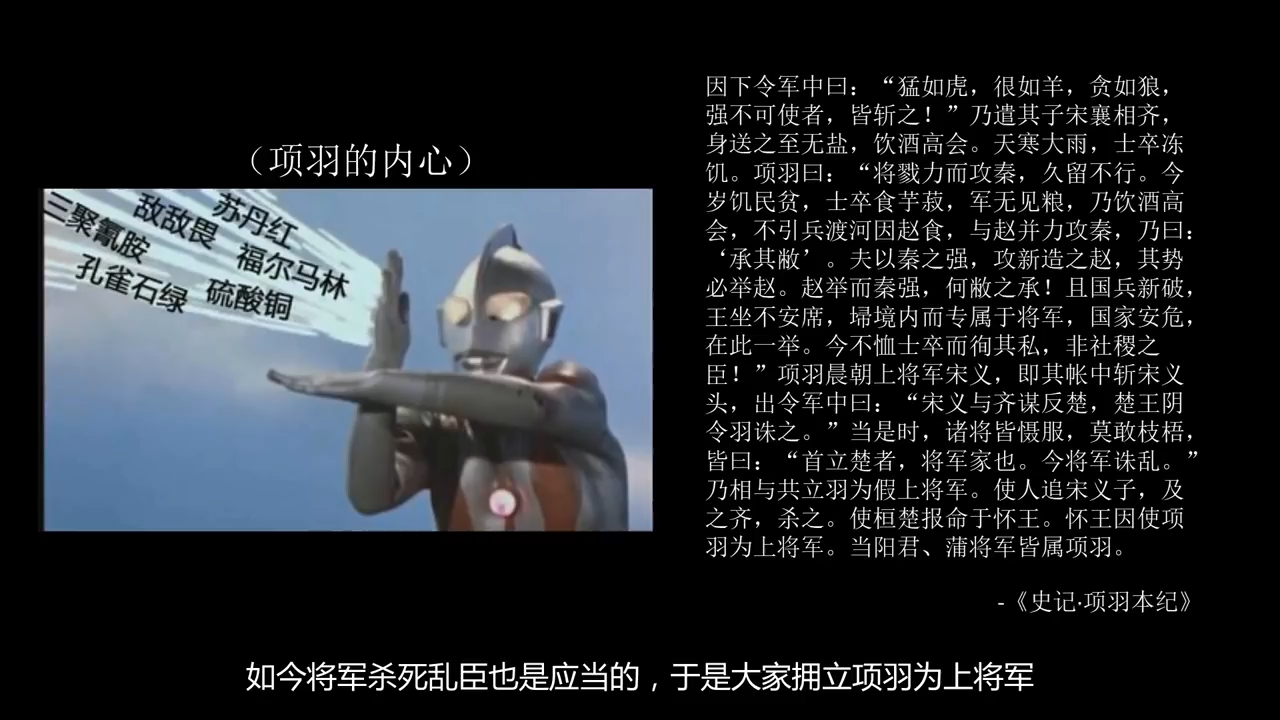 （项羽的内心）
三聚氰胺
敌敌畏
苏丹红
孔雀石绿
福尔马林
硫酸铜
因下令军中曰：“猛如虎，很如羊，贪如狼，
强不可使者，皆斩之！”乃遣其子宋襄相齐，
身送之至无盐，饮酒高会。天寒大雨，士卒冻
饥。项羽曰：“将戮力而攻秦，久留不行。今
岁饥民贫，士卒食芋菽，军无见粮，乃饮酒高
会，不引兵渡河因赵食，与赵并力攻秦，乃曰：
‘承其敝’。夫以秦之强，攻新造之赵，其势
必举赵。赵举而秦强，何敝之承！且国兵新破，
王坐不安席，埽境内而专属于将军，国家安危，
在此一举。今不恤士卒而徇其私，非社稷之
臣！”项羽晨朝上将军宋义，即其帐中斩宋义
头，出令军中曰：“宋义与齐谋反楚，楚王阴
令羽诛之。”当是时，诸将皆慑服，莫敢枝梧，
皆曰：“首立楚者，将军家也。今将军诛乱。”
乃相与共立羽为假上将军。使人追宋义子，及
之齐，杀之。使桓楚报命于怀王。怀王因使项
羽为上将军。当阳君、蒲将军皆属项羽。
-《史记·项羽本纪》
如今将军杀死乱臣也是应当的，于是大家拥立项羽为上将军